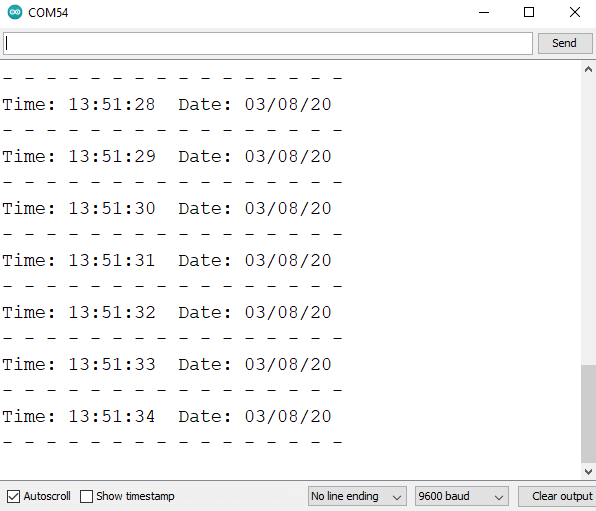 COM54
Send
- - - - - - - - - - - - - - - -
Time: 13:51:28  Date: 03/08/20
- - - - - - - - - - - - - - - -
Time: 13:51:29  Date: 03/08/20
- - - - - - - - - - - - - - - -
Time: 13:51:30  Date: 03/08/20
- - - - - - - - - - - - - - - -
Time: 13:51:31  Date: 03/08/20
- - - - - - - - - - - - - - - -
Time: 13:51:32  Date: 03/08/20
- - - - - - - - - - - - - - - -
Time: 13:51:33  Date: 03/08/20
- - - - - - - - - - - - - - - -
Time: 13:51:34  Date: 03/08/20
- - - - - - - - - - - - - - - -
Autoscroll Show timestamp No line ending 9600 baud Clear output